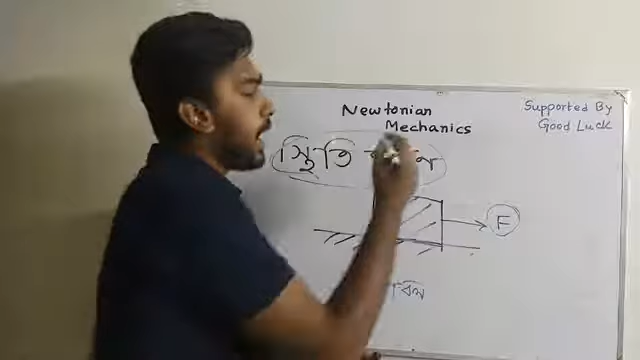 Newtonian
Mechanics
Supported By
Good Luck
স্থিতি
F